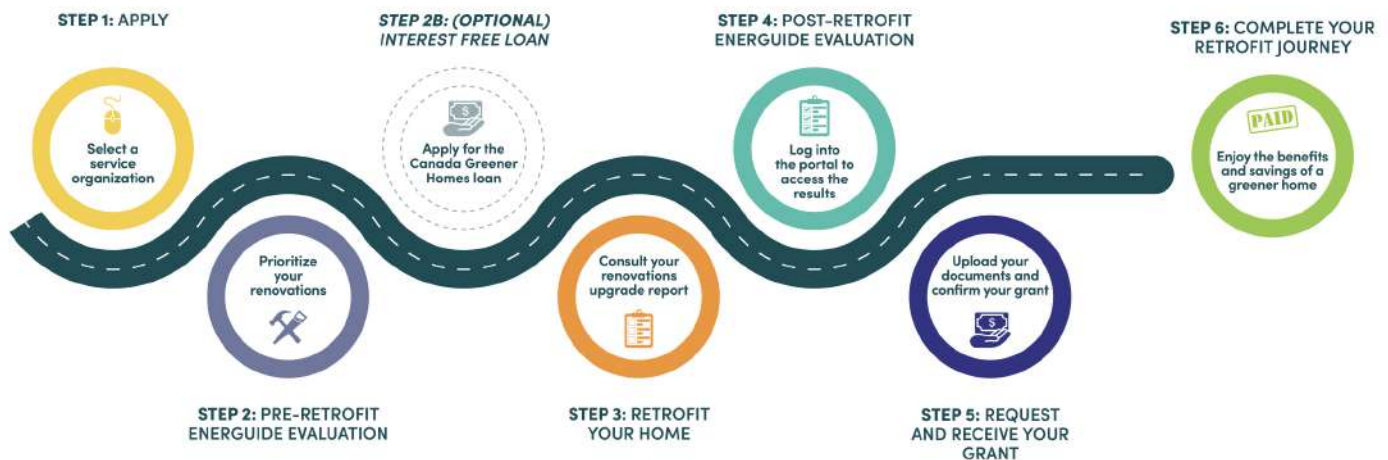 STEP 1: APPLY
Select a
service
organization
STEP 2: PRE-RETROFIT
ENERGUIDE EVALUATION
Prioritize
your
renovations
STEP 2B: (OPTIONAL)
INTEREST FREE LOAN
$
Apply for the
Canada Greener
Homes loan
STEP 3: RETROFIT
YOUR HOME
Consult your
renovations
upgrade report
STEP 4: POST-RETROFIT
ENERGUIDE EVALUATION
Log into
the portal to
access the
results
STEP 5: REQUEST
AND RECEIVE YOUR
GRANT
Upload your
documents and
confirm your grant
$
STEP 6: COMPLETE YOUR
RETROFIT JOURNEY
PAID
Enjoy the benefits
and savings of a
greener home